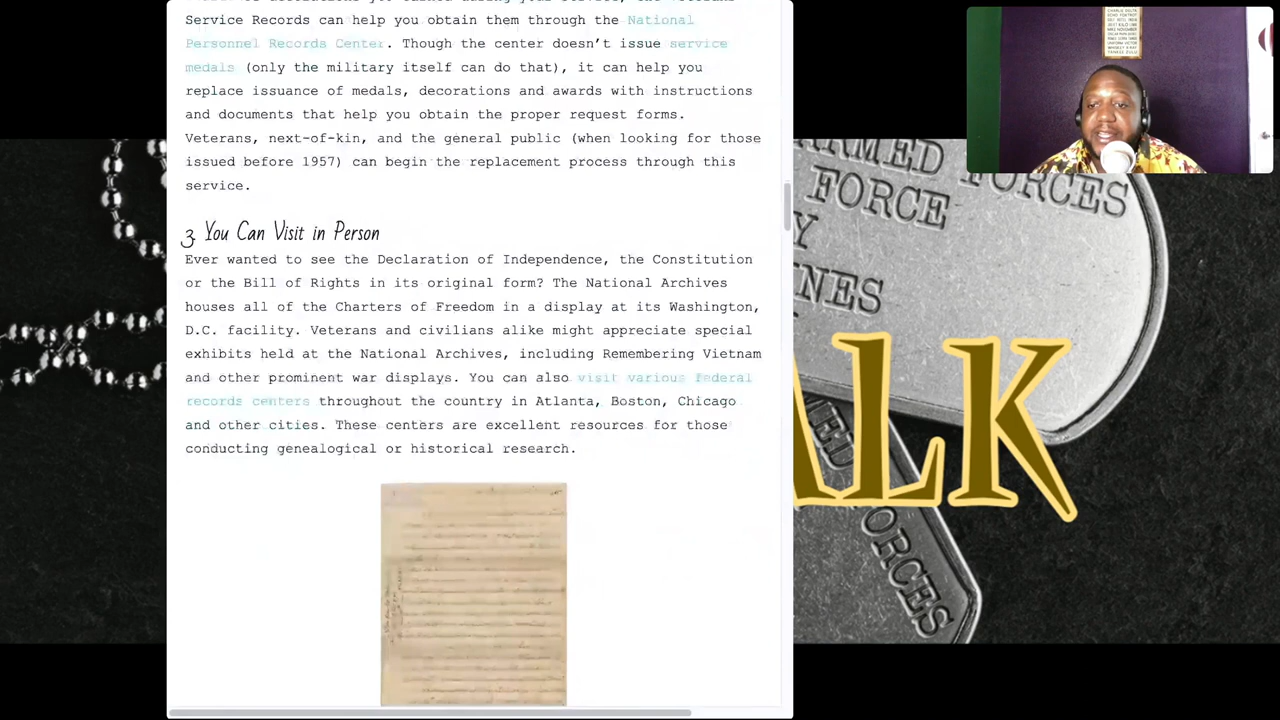 Service Records can help you obtain them through the National
Personnel Records Center. Though the center doesn't issue service
medals (only the military itself can do that), it can help you
replace issuance of medals, decorations and awards with instructions
and documents that help you obtain the proper request forms.
Veterans, next-of-kin, and the general public (when looking for those
issued before 1957) can begin the replacement process through this
service.
3. You Can Visit in Person
Ever wanted to see the Declaration of Independence, the Constitution
or the Bill of Rights in its original form? The National Archives
houses all of the Charters of Freedom in a display at its Washington,
D.C. facility. Veterans and civilians alike might appreciate special
exhibits held at the National Archives, including Remembering Vietnam
and other prominent war displays. You can also visit various federal
records centers throughout the country in Atlanta, Boston, Chicago
and other cities. These centers are excellent resources for those
conducting genealogical or historical research.
ARMED FORCES
FORCE
Y
INES
ALK
FORCES